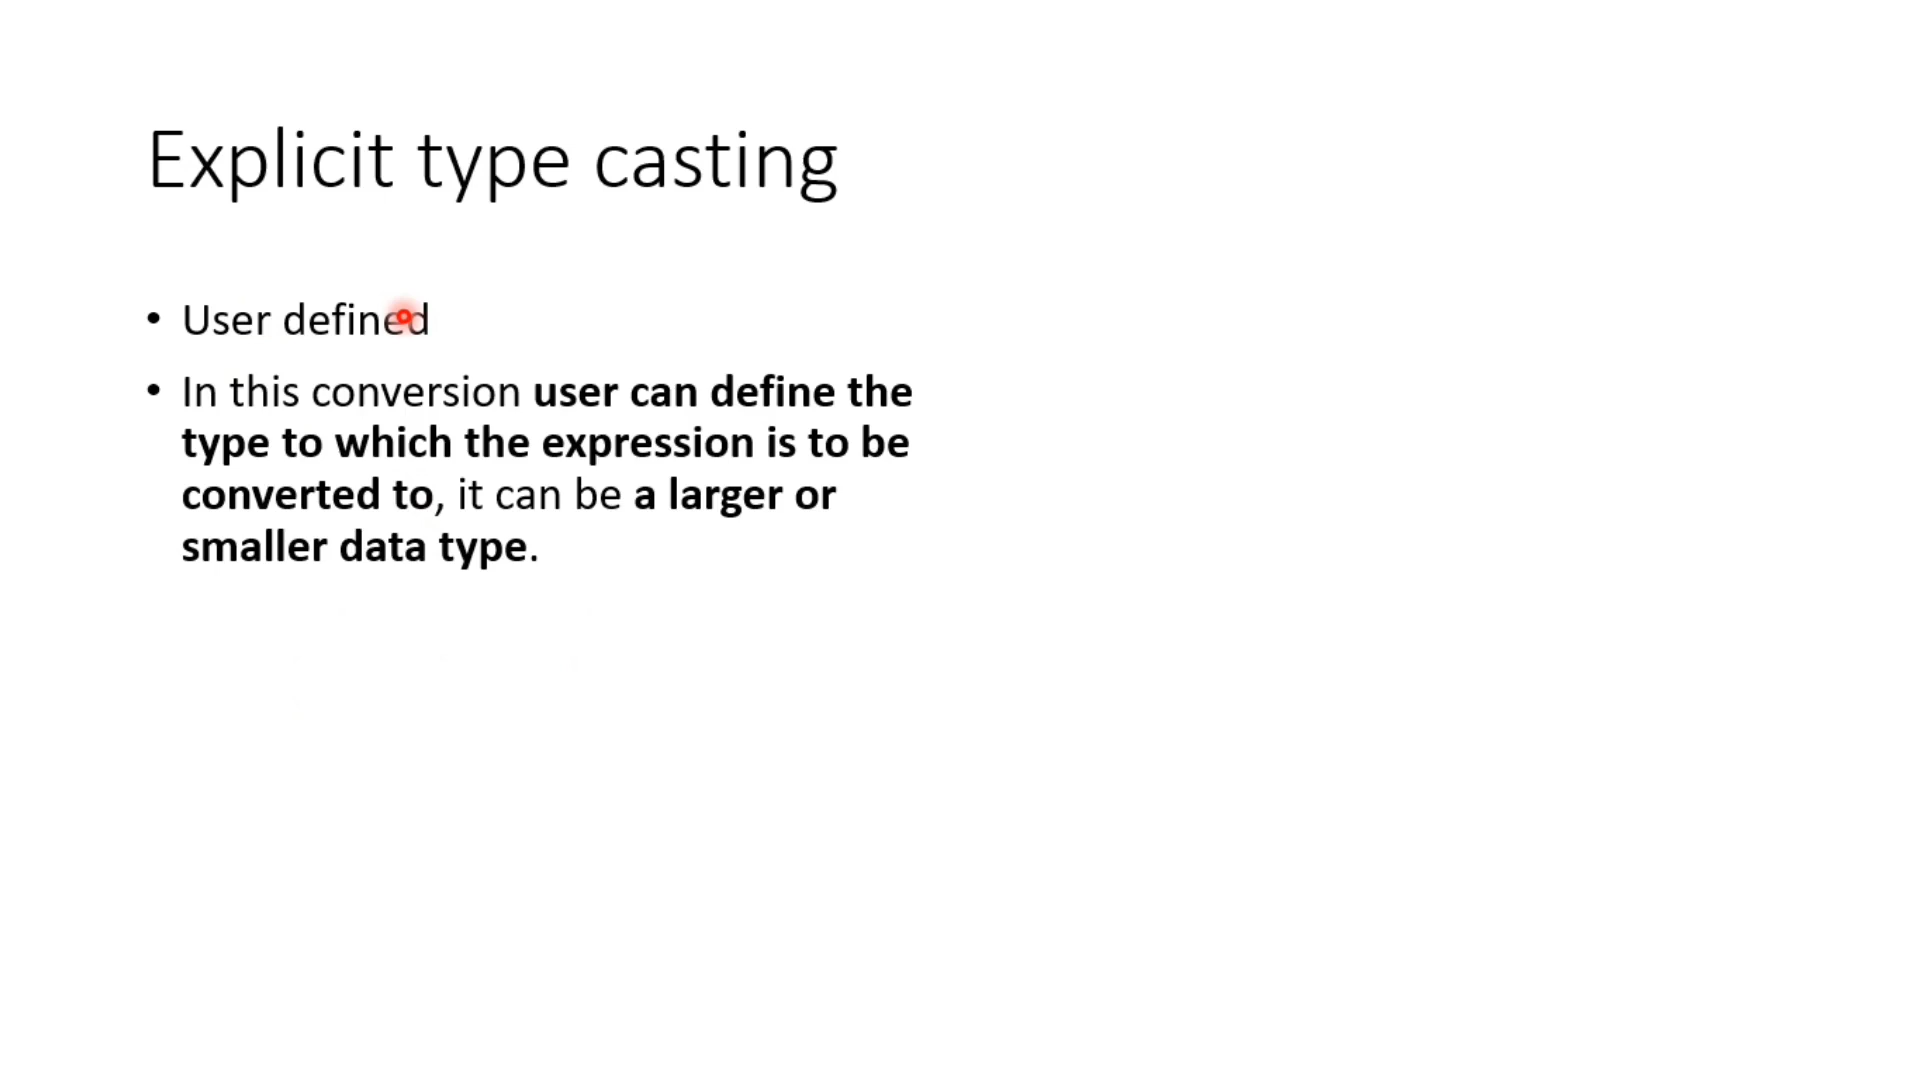 Explicit type casting
• User defined
• In this conversion user can define the
type to which the expression is to be
converted to, it can be a larger or
smaller data type.